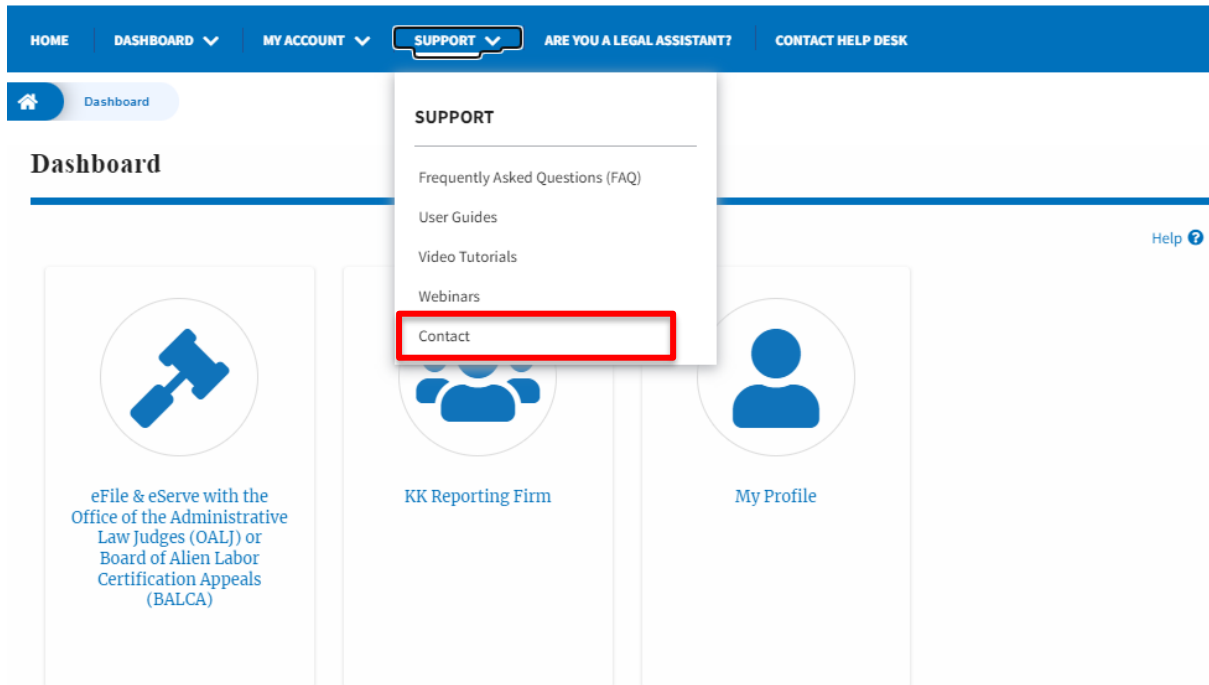 HOME
DASHBOARD
MY ACCOUNT
SUPPORT
ARE YOU A LEGAL ASSISTANT?
CONTACT HELP DESK
Dashboard
SUPPORT
Frequently Asked Questions (FAQ)
User Guides
Video Tutorials
Webinars
Contact
Dashboard
Help
eFile & eServe with the
Office of the Administrative
Law Judges (OALJ) or
Board of Alien Labor
Certification Appeals
(BALCA)
KK Reporting Firm
My Profile